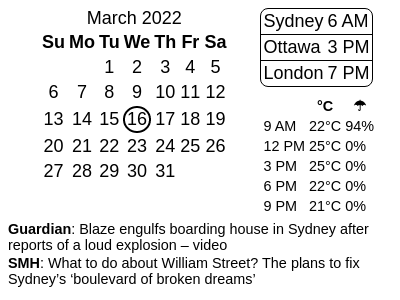 March 2022
Su Mo Tu We Th Fr Sa
1 2 3 4 5
6 7 8 9 10 11 12
13 14 15 16 17 18 19
20 21 22 23 24 25 26
27 28 29 30 31
Sydney 6 AM
Ottawa 3 PM
London 7 PM
°C ☂
9 AM 22°C 94%
12 PM 25°C 0%
3 PM 25°C 0%
6 PM 22°C 0%
9 PM 21°C 0%
Guardian: Blaze engulfs boarding house in Sydney after
reports of a loud explosion – video
SMH: What to do about William Street? The plans to fix
Sydney’s ‘boulevard of broken dreams’